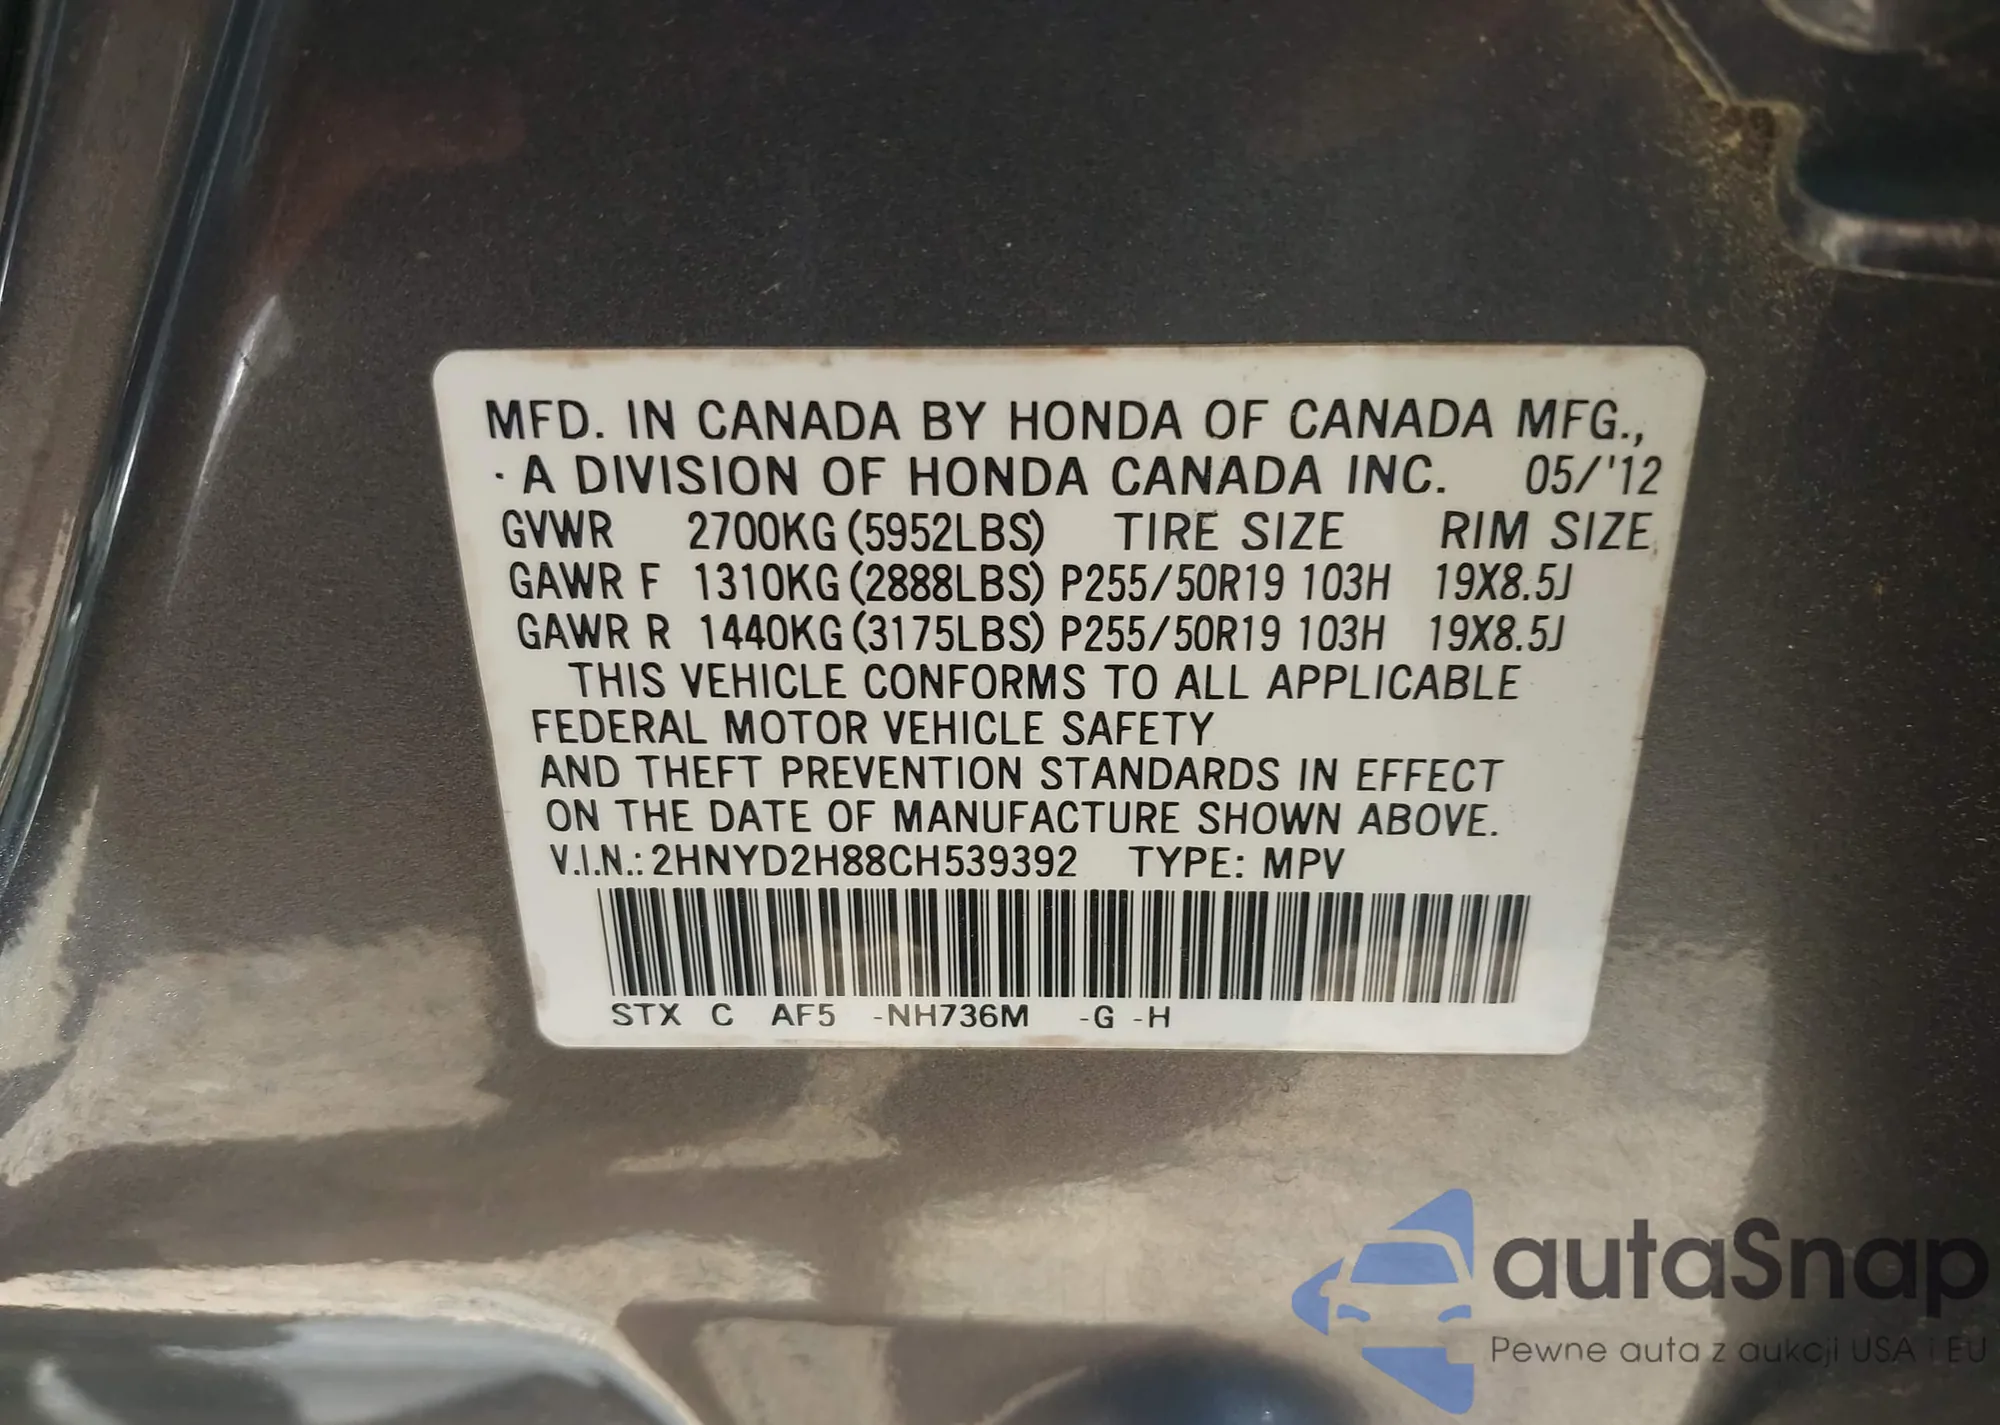 MFD. IN CANADA BY HONDA OF CANADA MFG.,
· A DIVISION OF HONDA CANADA INC. 05/'12
GVWR 2700KG (5952LBS) TIRE SIZE RIM SIZE
GAWR F 1310KG (2888LBS) P255/50R19 103H 19X8.5J
GAWR R 1440KG (3175LBS) P255/50R19 103H 19X8.5J
THIS VEHICLE CONFORMS TO ALL APPLICABLE
FEDERAL MOTOR VEHICLE SAFETY
AND THEFT PREVENTION STANDARDS IN EFFECT
ON THE DATE OF MANUFACTURE SHOWN ABOVE.
V.I.N.: 2HNYD2H88CH539392 TYPE: MPV
STX C AF5 -NH736M -G -H
autaSnap
Pewne auta z aukcji USA i EU